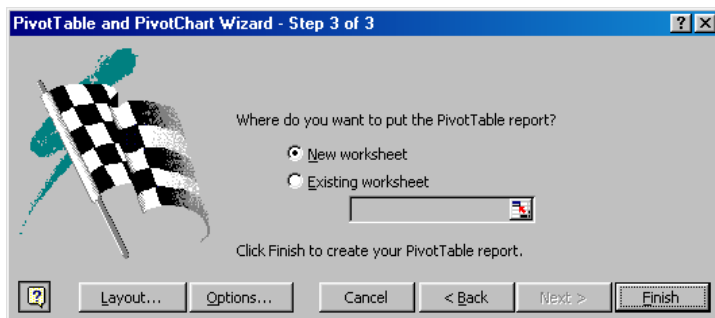 PivotTable and PivotChart Wizard - Step 3 of 3
Where do you want to put the PivotTable report?
New worksheet
Existing worksheet
Click Finish to create your PivotTable report.
Layout... Options... Cancel < Back Next > Finish